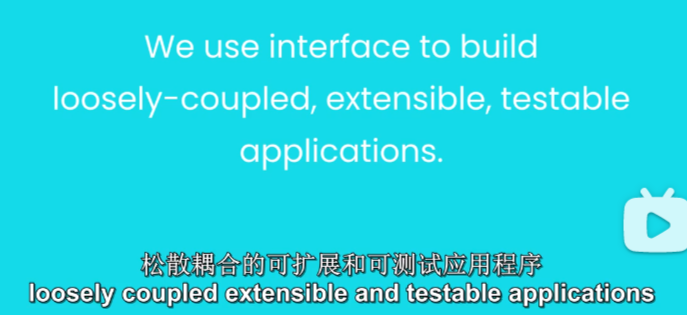 We use interface to build
loosely-coupled, extensible, testable
applications.
松散耦合的可扩展和可测试应用程序
loosely coupled extensible and testable applications